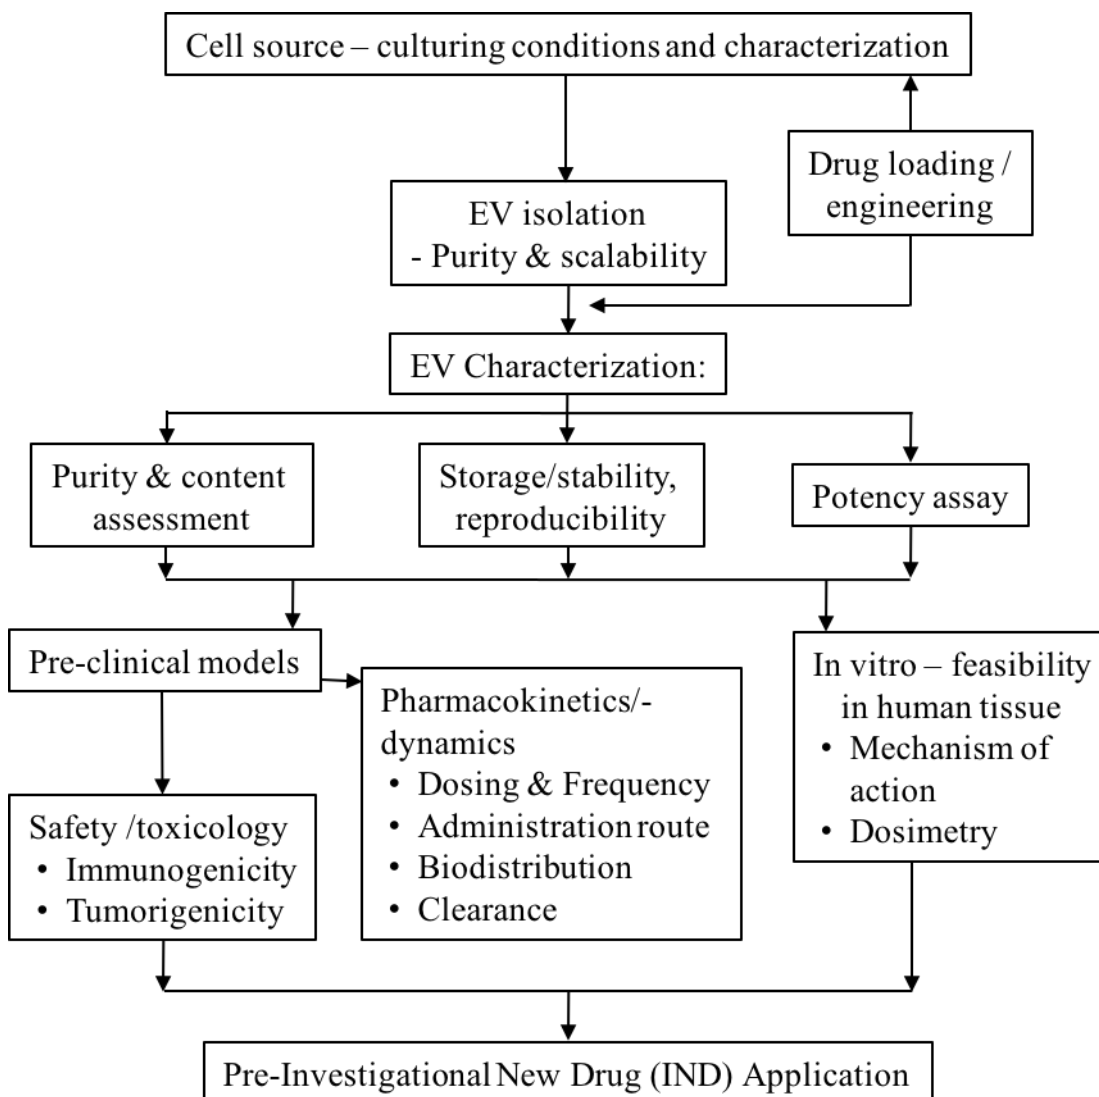 Cell source – culturing conditions and characterization
Drug loading /
engineering
EV isolation
- Purity & scalability
EV Characterization:
Purity & content
assessment
Storage/stability,
reproducibility
Potency assay
Pre-clinical models
Pharmacokinetics/-
dynamics
• Dosing & Frequency
• Administration route
• Biodistribution
• Clearance
In vitro – feasibility
in human tissue
• Mechanism of
action
• Dosimetry
Safety /toxicology
• Immunogenicity
• Tumorigenicity
Pre-Investigational New Drug (IND) Application